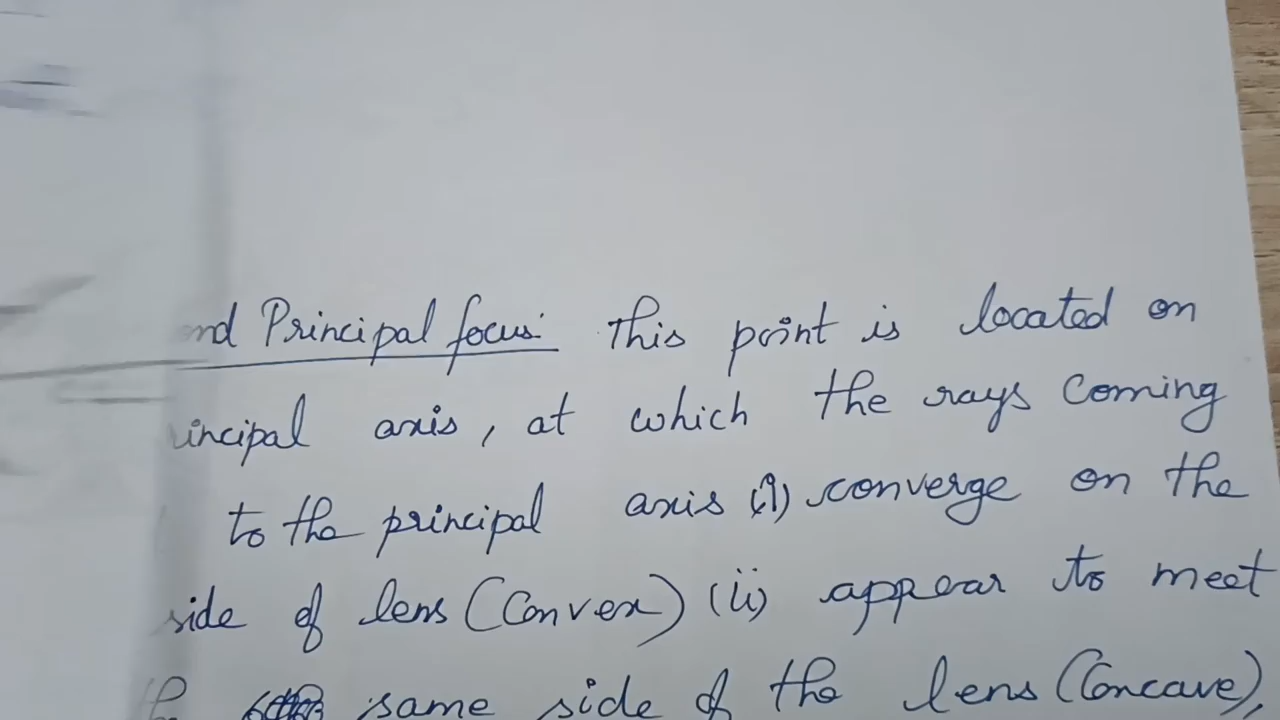 nd Principal focus: This point is located on
incipal axis, at which the rays coming
to the principal axis (i) converge on the
side of lens (Convex) (ii) appear to meet
same side of the lens (Concave),